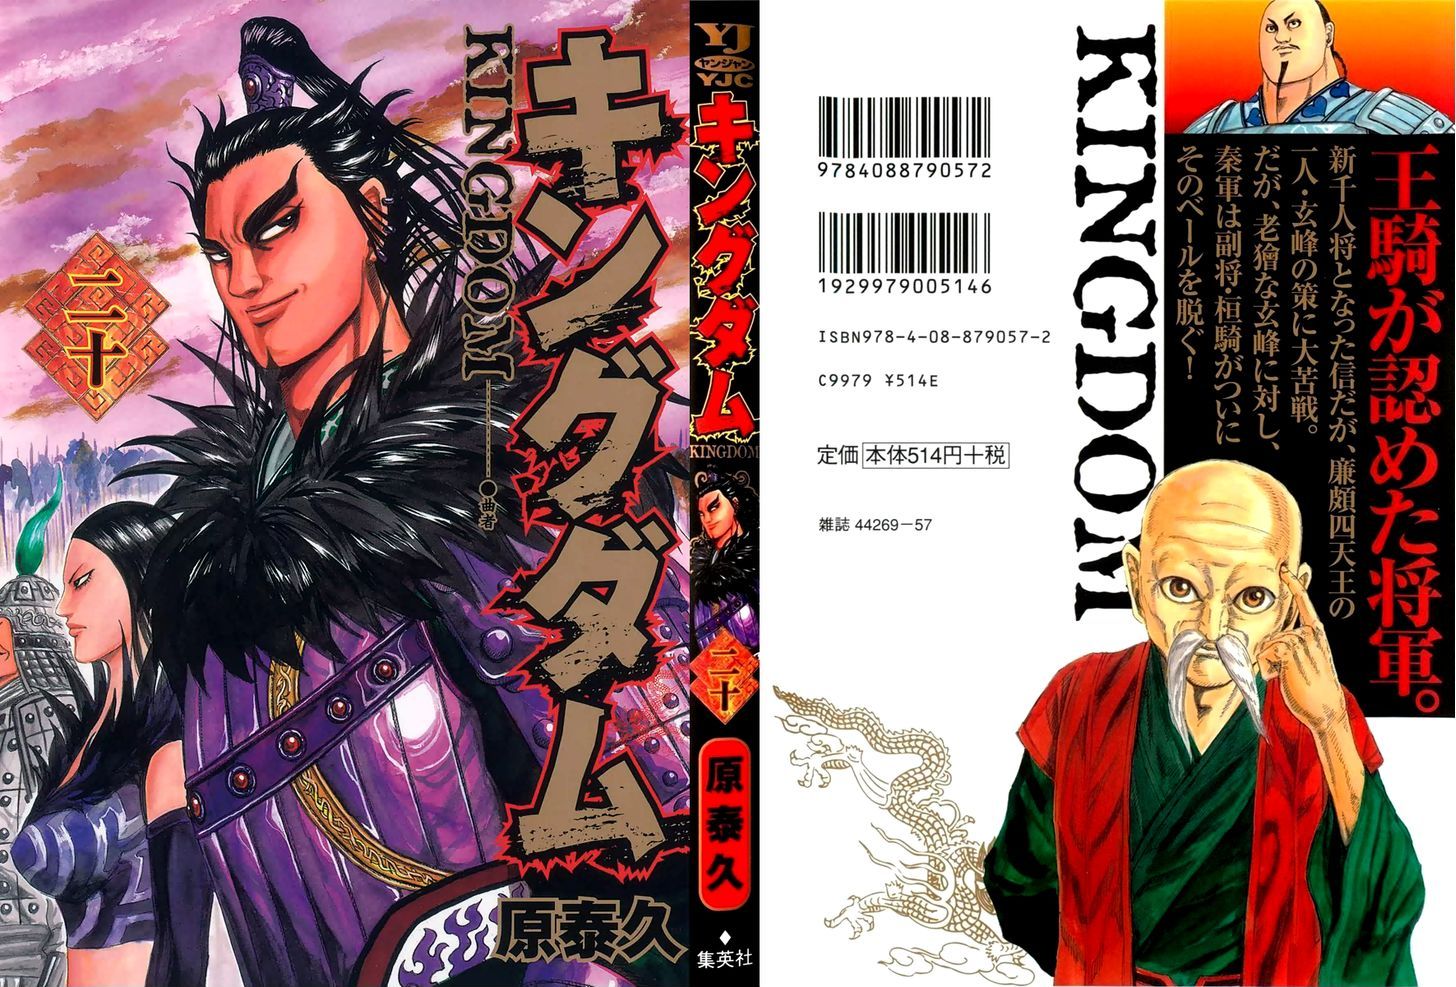 キングダム
KINGDOM
曲者
二十
原泰久
YJ
ヤンジャン
YJC
キングダム
KINGDOM
二十
原泰久
集英社
9784088790572
1929979005146
ISBN978-4-08-879057-2
C9979 ¥514E
定価 本体514円+税
雑誌 44269-57
KINGDOM
王騎が認めた将軍。
新千人将となった信だが、廉頗四天王の
一人・玄峰の策に大苦戦。
だが、老獪な玄峰に対し、
秦軍は副将・桓騎がついに
そのベールを脱ぐ!